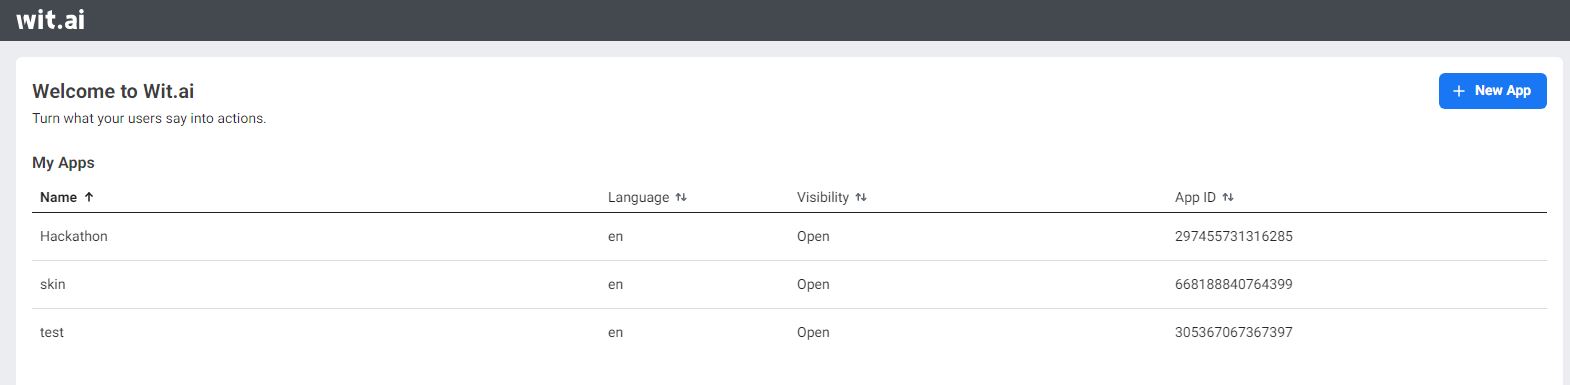 wit.ai
Welcome to Wit.ai
+ New App
Turn what your users say into actions.
My Apps
Name ↑ Language ↑↓ Visibility ↑↓ App ID ↑↓
Hackathon en Open 297455731316285
skin en Open 668188840764399
test en Open 305367067367397